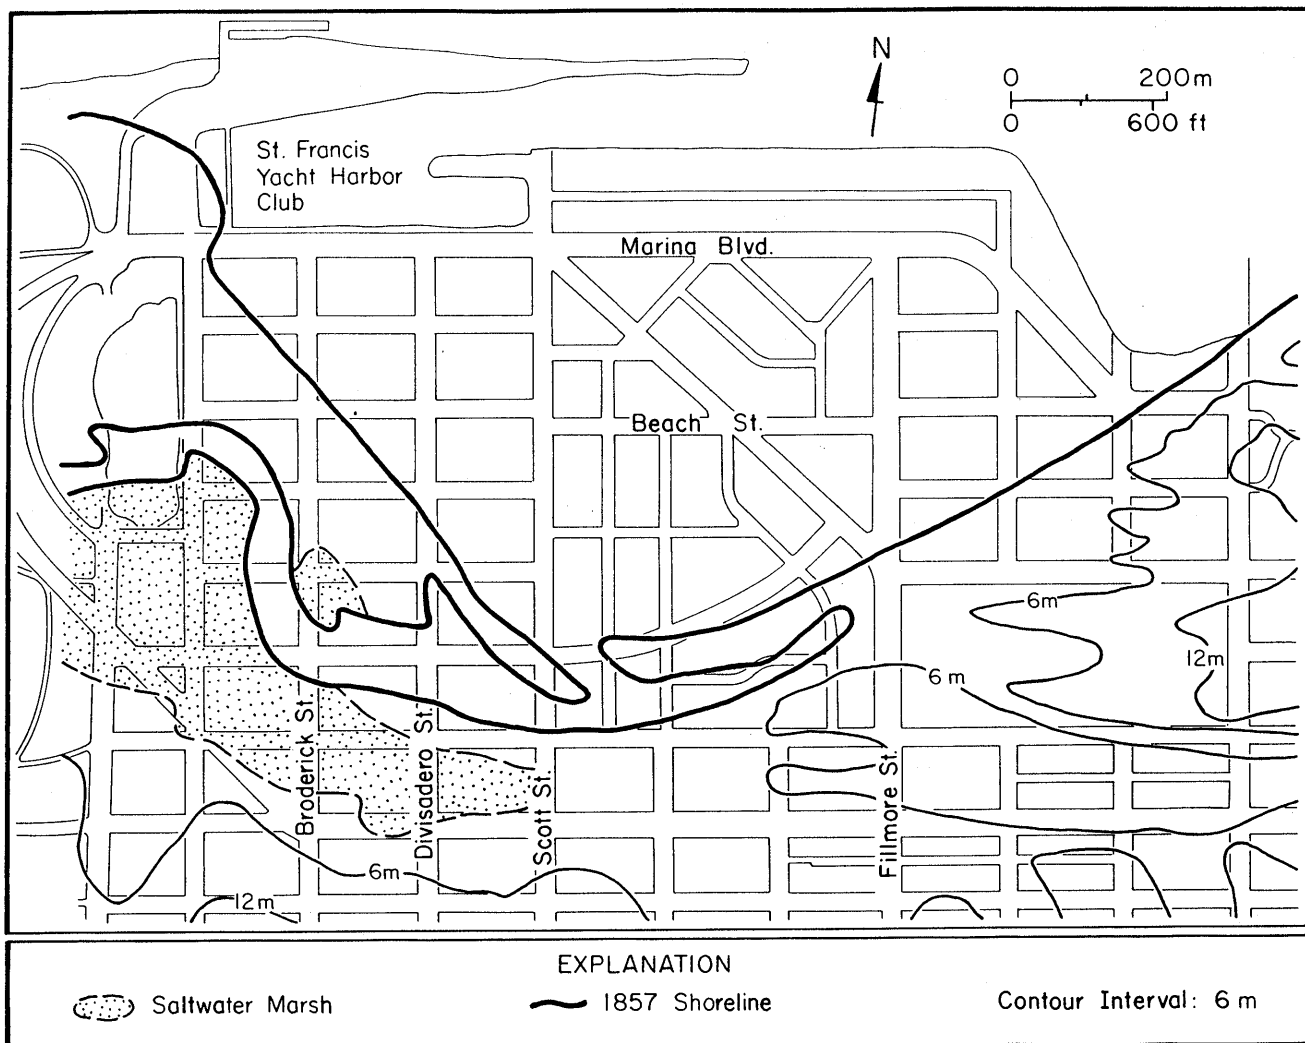 N
0 200m
0 600 ft
St. Francis
Yacht Harbor
Club
Marina Blvd.
Beach St.
6m
12m
6 m
Broderick St.
Divisadero St.
Scott St.
Fillmore St.
6m
12m
EXPLANATION
Saltwater Marsh
1857 Shoreline
Contour Interval: 6 m